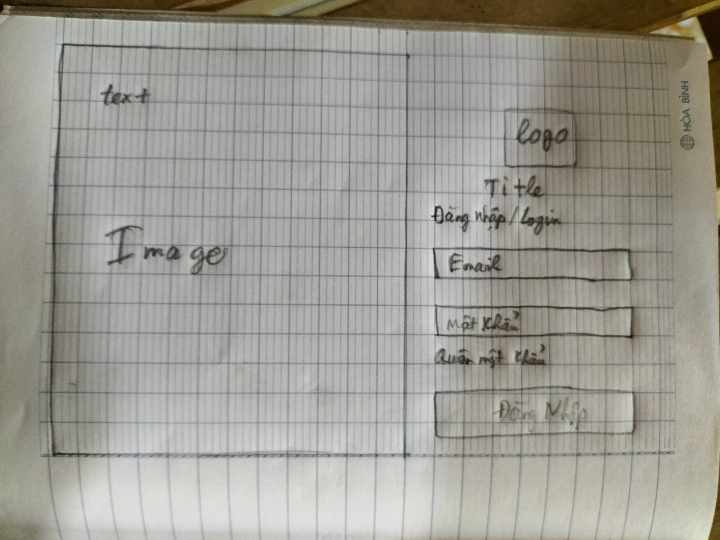 text
Image
logo
Title
Đăng nhập/Login
Email
Mật khẩu
Quên mật khẩu
Đăng Nhập
HÒA BÌNH